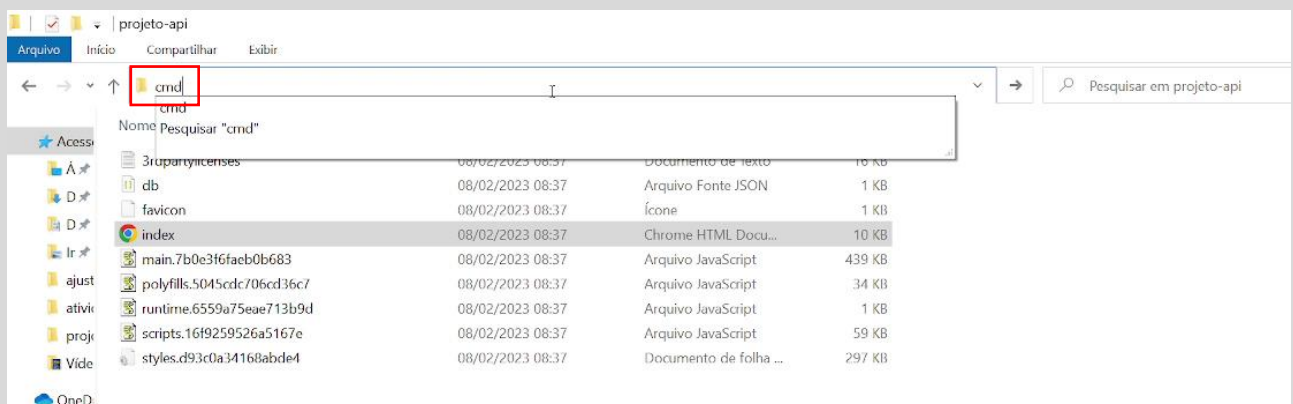 projeto-api
Arquivo Início Compartilhar Exibir
cmd Pesquisar em projeto-api
cmd
Nome Pesquisar "cmd"
Acesso
3rdpartylicenses 08/02/2023 08:37 Documento de Texto 16 KB
À
db 08/02/2023 08:37 Arquivo Fonte JSON 1 KB
D
favicon 08/02/2023 08:37 Ícone 1 KB
D
index 08/02/2023 08:37 Chrome HTML Docu... 10 KB
Ir
main.7b0e3f6faeb0b683 08/02/2023 08:37 Arquivo JavaScript 439 KB
ajust
polyfills.5045cdc706cd36c7 08/02/2023 08:37 Arquivo JavaScript 34 KB
ativi
runtime.6559a75eae713b9d 08/02/2023 08:37 Arquivo JavaScript 1 KB
proj
scripts.16f9259526a5167e 08/02/2023 08:37 Arquivo JavaScript 59 KB
Víde
styles.d93c0a34168abde4 08/02/2023 08:37 Documento de folha ... 297 KB
OneD